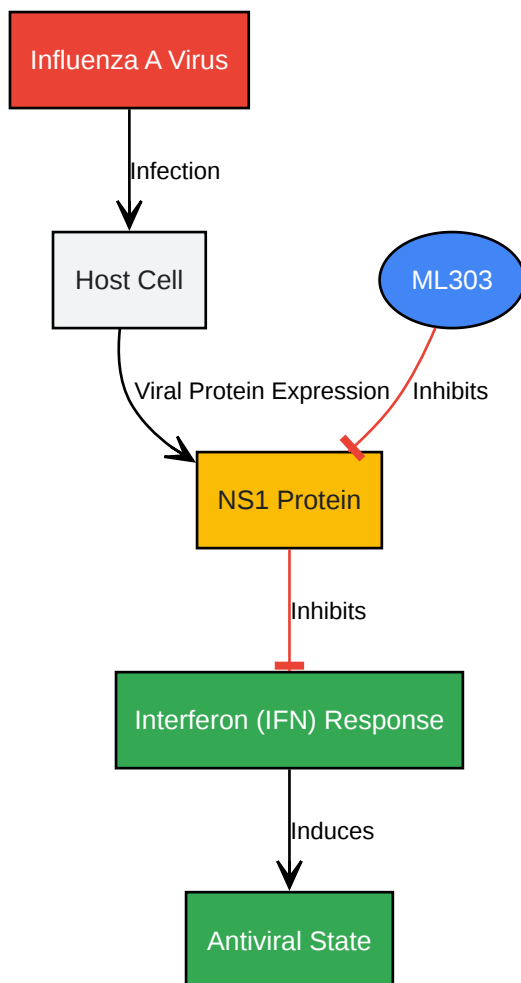 Influenza A Virus
Infection
Host Cell
ML303
Viral Protein Expression
Inhibits
NS1 Protein
Inhibits
Interferon (IFN) Response
Induces
Antiviral State